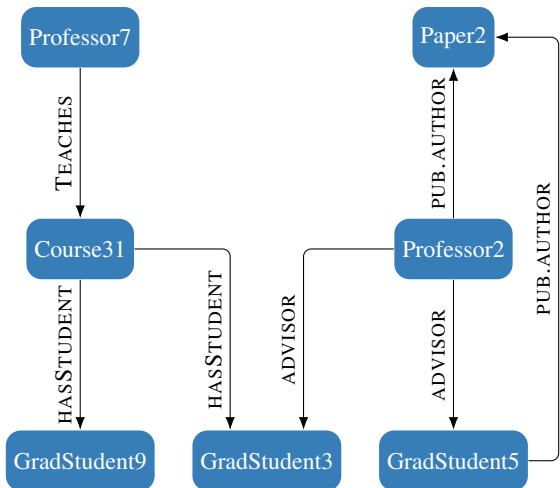 Professor7
Paper2
TEACHES
PUB.AUTHOR
PUB.AUTHOR
Course31
Professor2
HASSTUDENT
HASSTUDENT
ADVISOR
ADVISOR
GradStudent9
GradStudent3
GradStudent5